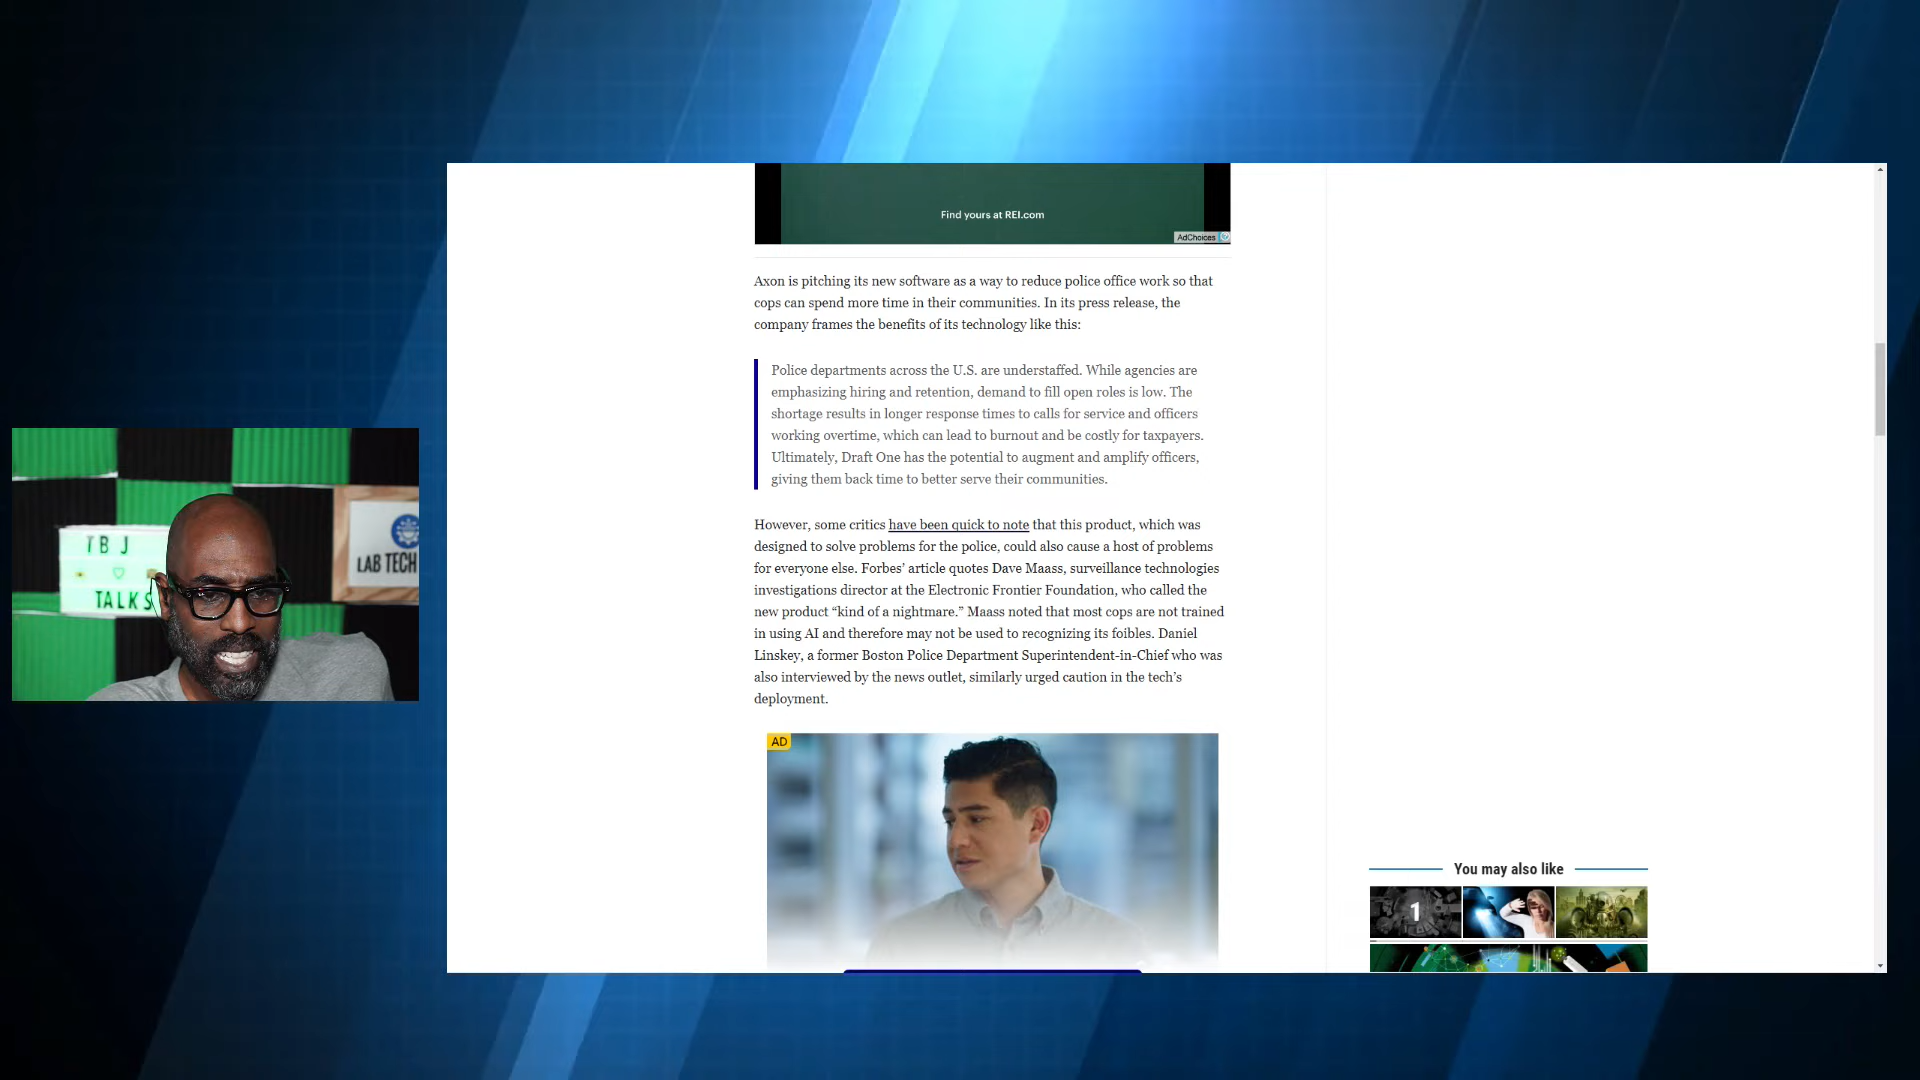 Find yours at REI.com
AdChoices
Axon is pitching its new software as a way to reduce police office work so that
cops can spend more time in their communities. In its press release, the
company frames the benefits of its technology like this:
Police departments across the U.S. are understaffed. While agencies are
emphasizing hiring and retention, demand to fill open roles is low. The
shortage results in longer response times to calls for service and officers
working overtime, which can lead to burnout and be costly for taxpayers.
Ultimately, Draft One has the potential to augment and amplify officers,
giving them back time to better serve their communities.
However, some critics have been quick to note that this product, which was
designed to solve problems for the police, could also cause a host of problems
for everyone else. Forbes’ article quotes Dave Maass, surveillance technologies
investigations director at the Electronic Frontier Foundation, who called the
new product “kind of a nightmare.” Maass noted that most cops are not trained
in using AI and therefore may not be used to recognizing its foibles. Daniel
Linskey, a former Boston Police Department Superintendent-in-Chief who was
also interviewed by the news outlet, similarly urged caution in the tech’s
deployment.
AD
You may also like
1
TBJ
TALKS
LAB TECH